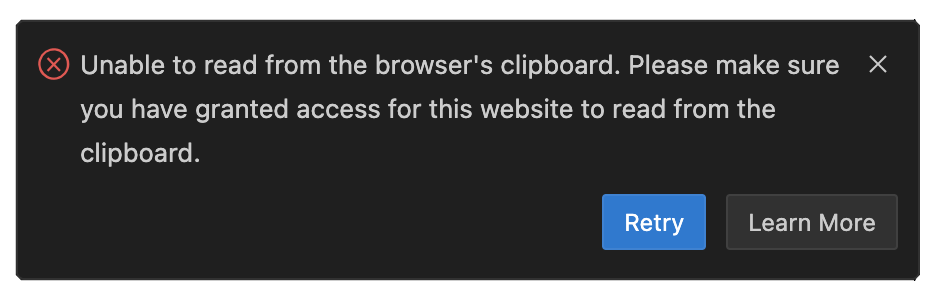 Unable to read from the browser's clipboard. Please make sure
you have granted access for this website to read from the
clipboard.
Retry
Learn More